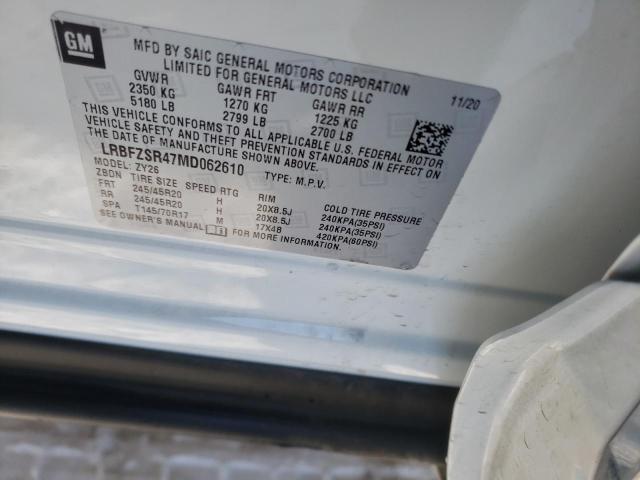 GM
MFD BY SAIC GENERAL MOTORS CORPORATION
LIMITED FOR GENERAL MOTORS LLC
GVWR GAWR FRT GAWR RR 11/20
2350 KG 1270 KG 1225 KG
5180 LB 2799 LB 2700 LB
THIS VEHICLE CONFORMS TO ALL APPLICABLE U.S. FEDERAL MOTOR
VEHICLE SAFETY AND THEFT PREVENTION STANDARDS IN EFFECT ON
THE DATE OF MANUFACTURE SHOWN ABOVE.
LRBFZSR47MD062610 TYPE: M.P.V.
MODEL: ZY26
ZBDN TIRE SIZE SPEED RTG RIM COLD TIRE PRESSURE
FRT 245/45R20 H 20X8.5J 240KPA(35PSI)
RR 245/45R20 H 20X8.5J 240KPA(35PSI)
SPA T145/70R17 M 17X4B 420KPA(60PSI)
SEE OWNER'S MANUAL FOR MORE INFORMATION.